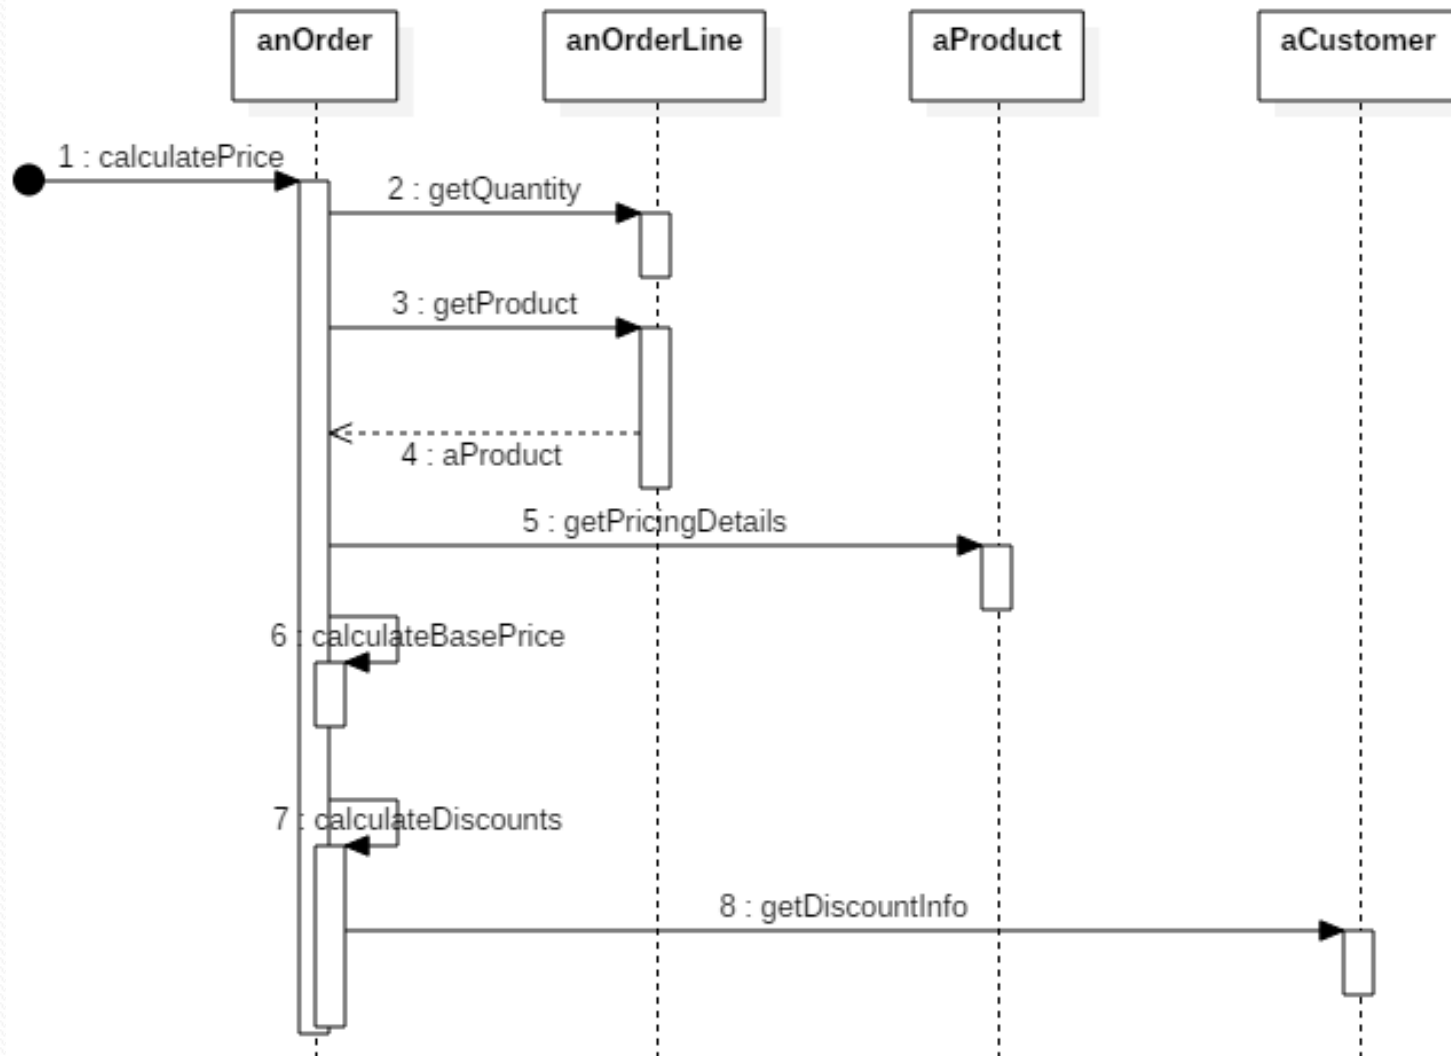 anOrder
anOrderLine
aProduct
aCustomer
1 : calculatePrice
2 : getQuantity
3 : getProduct
4 : aProduct
5 : getPricingDetails
6 : calculateBasePrice
7 : calculateDiscounts
8 : getDiscountInfo